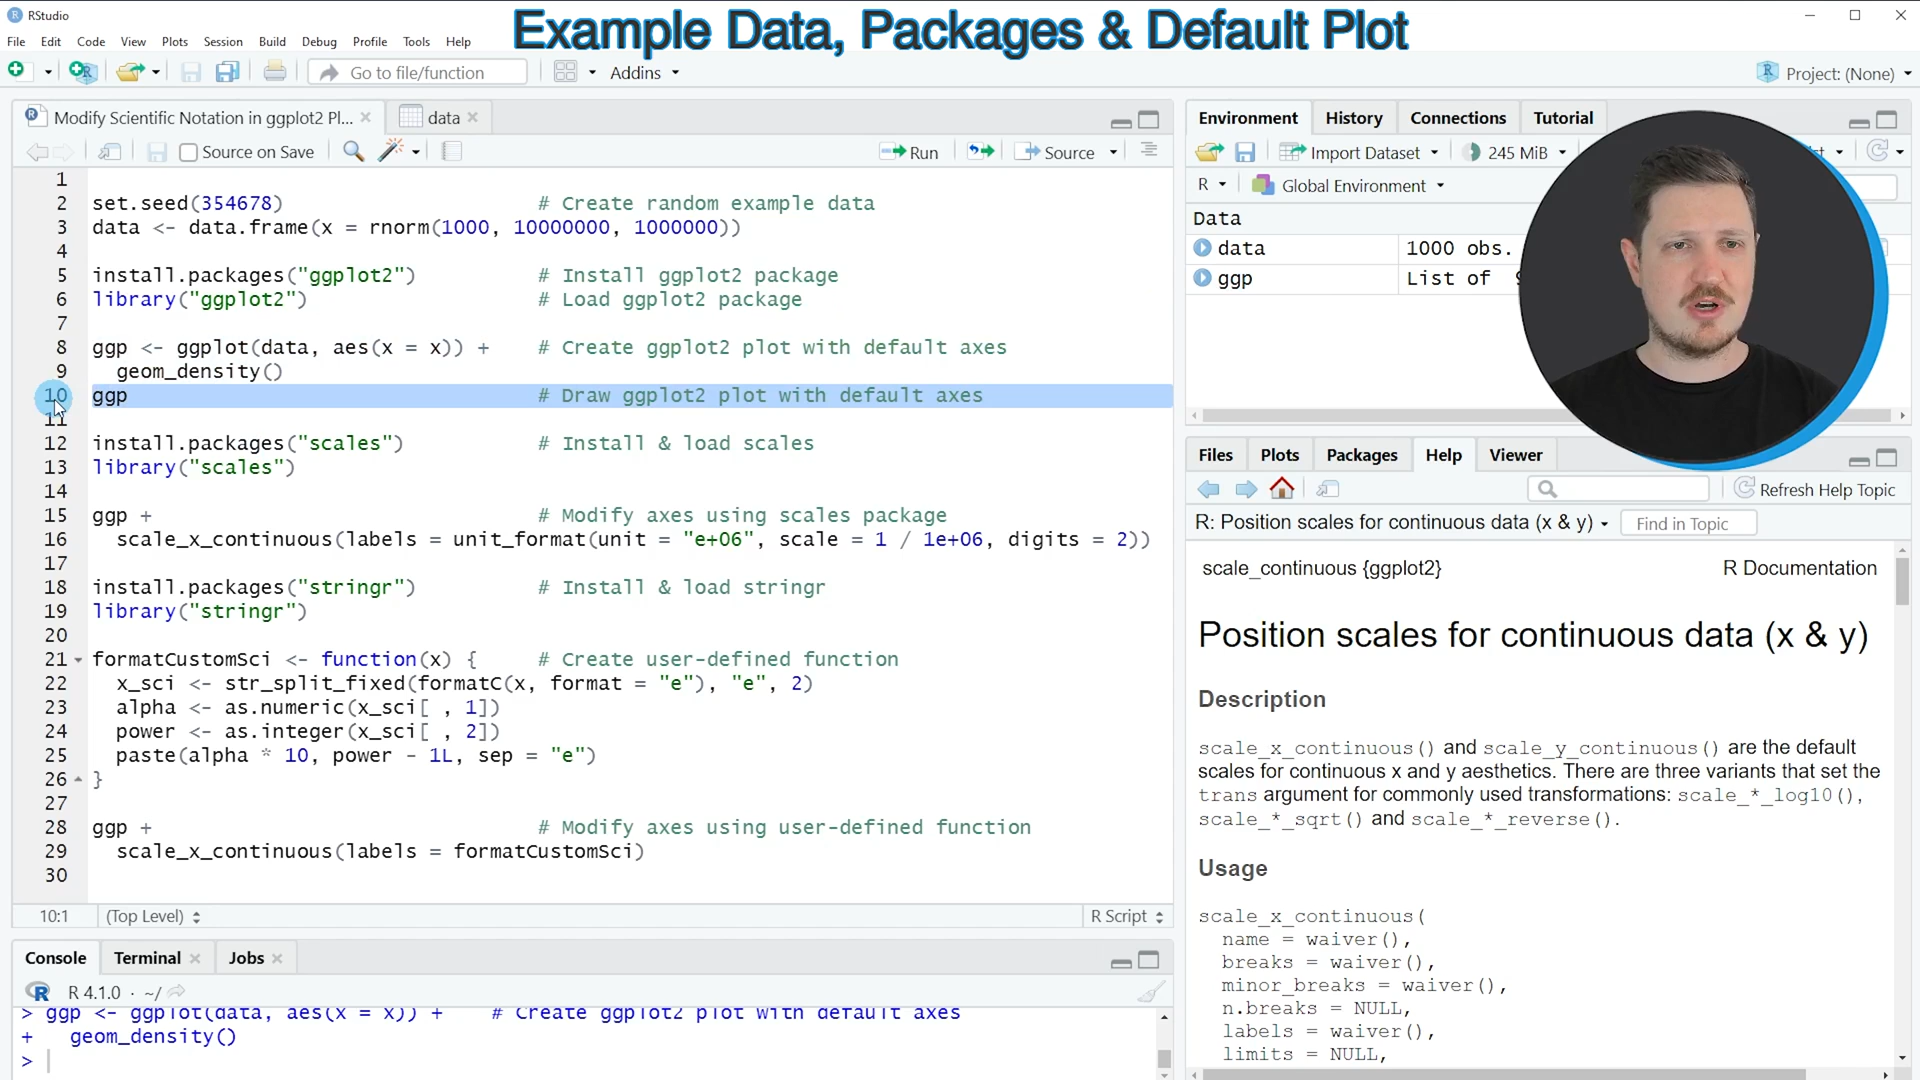 RStudio
Example Data, Packages & Default Plot
File Edit Code View Plots Session Build Debug Profile Tools Help
Go to file/function Addins Project: (None)
Modify Scientific Notation in ggplot2 Pl... data
Source on Save Run Source
1
2 set.seed(354678) # Create random example data
3 data <- data.frame(x = rnorm(1000, 10000000, 1000000))
4
5 install.packages("ggplot2") # Install ggplot2 package
6 library("ggplot2") # Load ggplot2 package
7
8 ggp <- ggplot(data, aes(x = x)) + # Create ggplot2 plot with default axes
9 geom_density()
10 ggp # Draw ggplot2 plot with default axes
11
12 install.packages("scales") # Install & load scales
13 library("scales")
14
15 ggp + # Modify axes using scales package
16 scale_x_continuous(labels = unit_format(unit = "e+06", scale = 1 / 1e+06, digits = 2))
17
18 install.packages("stringr") # Install & load stringr
19 library("stringr")
20
21 formatCustomSci <- function(x) { # Create user-defined function
22 x_sci <- str_split_fixed(formatC(x, format = "e"), "e", 2)
23 alpha <- as.numeric(x_sci[ , 1])
24 power <- as.integer(x_sci[ , 2])
25 paste(alpha * 10, power - 1L, sep = "e")
26 }
27
28 ggp + # Modify axes using user-defined function
29 scale_x_continuous(labels = formatCustomSci)
30
10:1 (Top Level) R Script
Console Terminal Jobs
R 4.1.0 · ~/
> ggp <- ggplot(data, aes(x = x)) + # Create ggplot2 plot with default axes
+ geom_density()
>
Environment History Connections Tutorial
Import Dataset 245 MiB
R Global Environment
Data
data 1000 obs.
ggp List of
Files Plots Packages Help Viewer
Refresh Help Topic
R: Position scales for continuous data (x & y) Find in Topic
scale_continuous {ggplot2} R Documentation
Position scales for continuous data (x & y)
Description
scale_x_continuous() and scale_y_continuous() are the default
scales for continuous x and y aesthetics. There are three variants that set the
trans argument for commonly used transformations: scale_*_log10(),
scale_*_sqrt() and scale_*_reverse().
Usage
scale_x_continuous(
name = waiver(),
breaks = waiver(),
minor_breaks = waiver(),
n.breaks = NULL,
labels = waiver(),
limits = NULL,